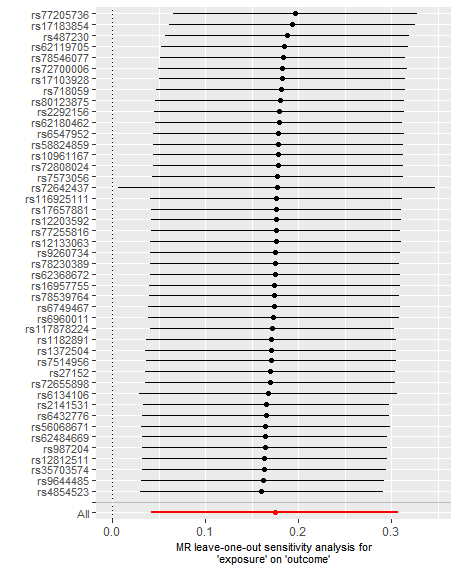 rs77205736
rs17183854
rs487230
rs62119705
rs78546077
rs72700006
rs17103928
rs718059
rs80123875
rs2292156
rs62180462
rs6547952
rs58824859
rs10961167
rs72808024
rs7573056
rs72642437
rs116925111
rs17657881
rs12203592
rs77255816
rs12133063
rs9260734
rs78230389
rs62368672
rs16957755
rs78539764
rs6749467
rs6960011
rs117878224
rs1182891
rs1372504
rs7514956
rs27152
rs72655898
rs6134106
rs2141531
rs6432776
rs56068671
rs62484669
rs987204
rs12812511
rs35703574
rs9644485
rs4854523
All
0.0 0.1 0.2 0.3
MR leave-one-out sensitivity analysis for
'exposure' on 'outcome'